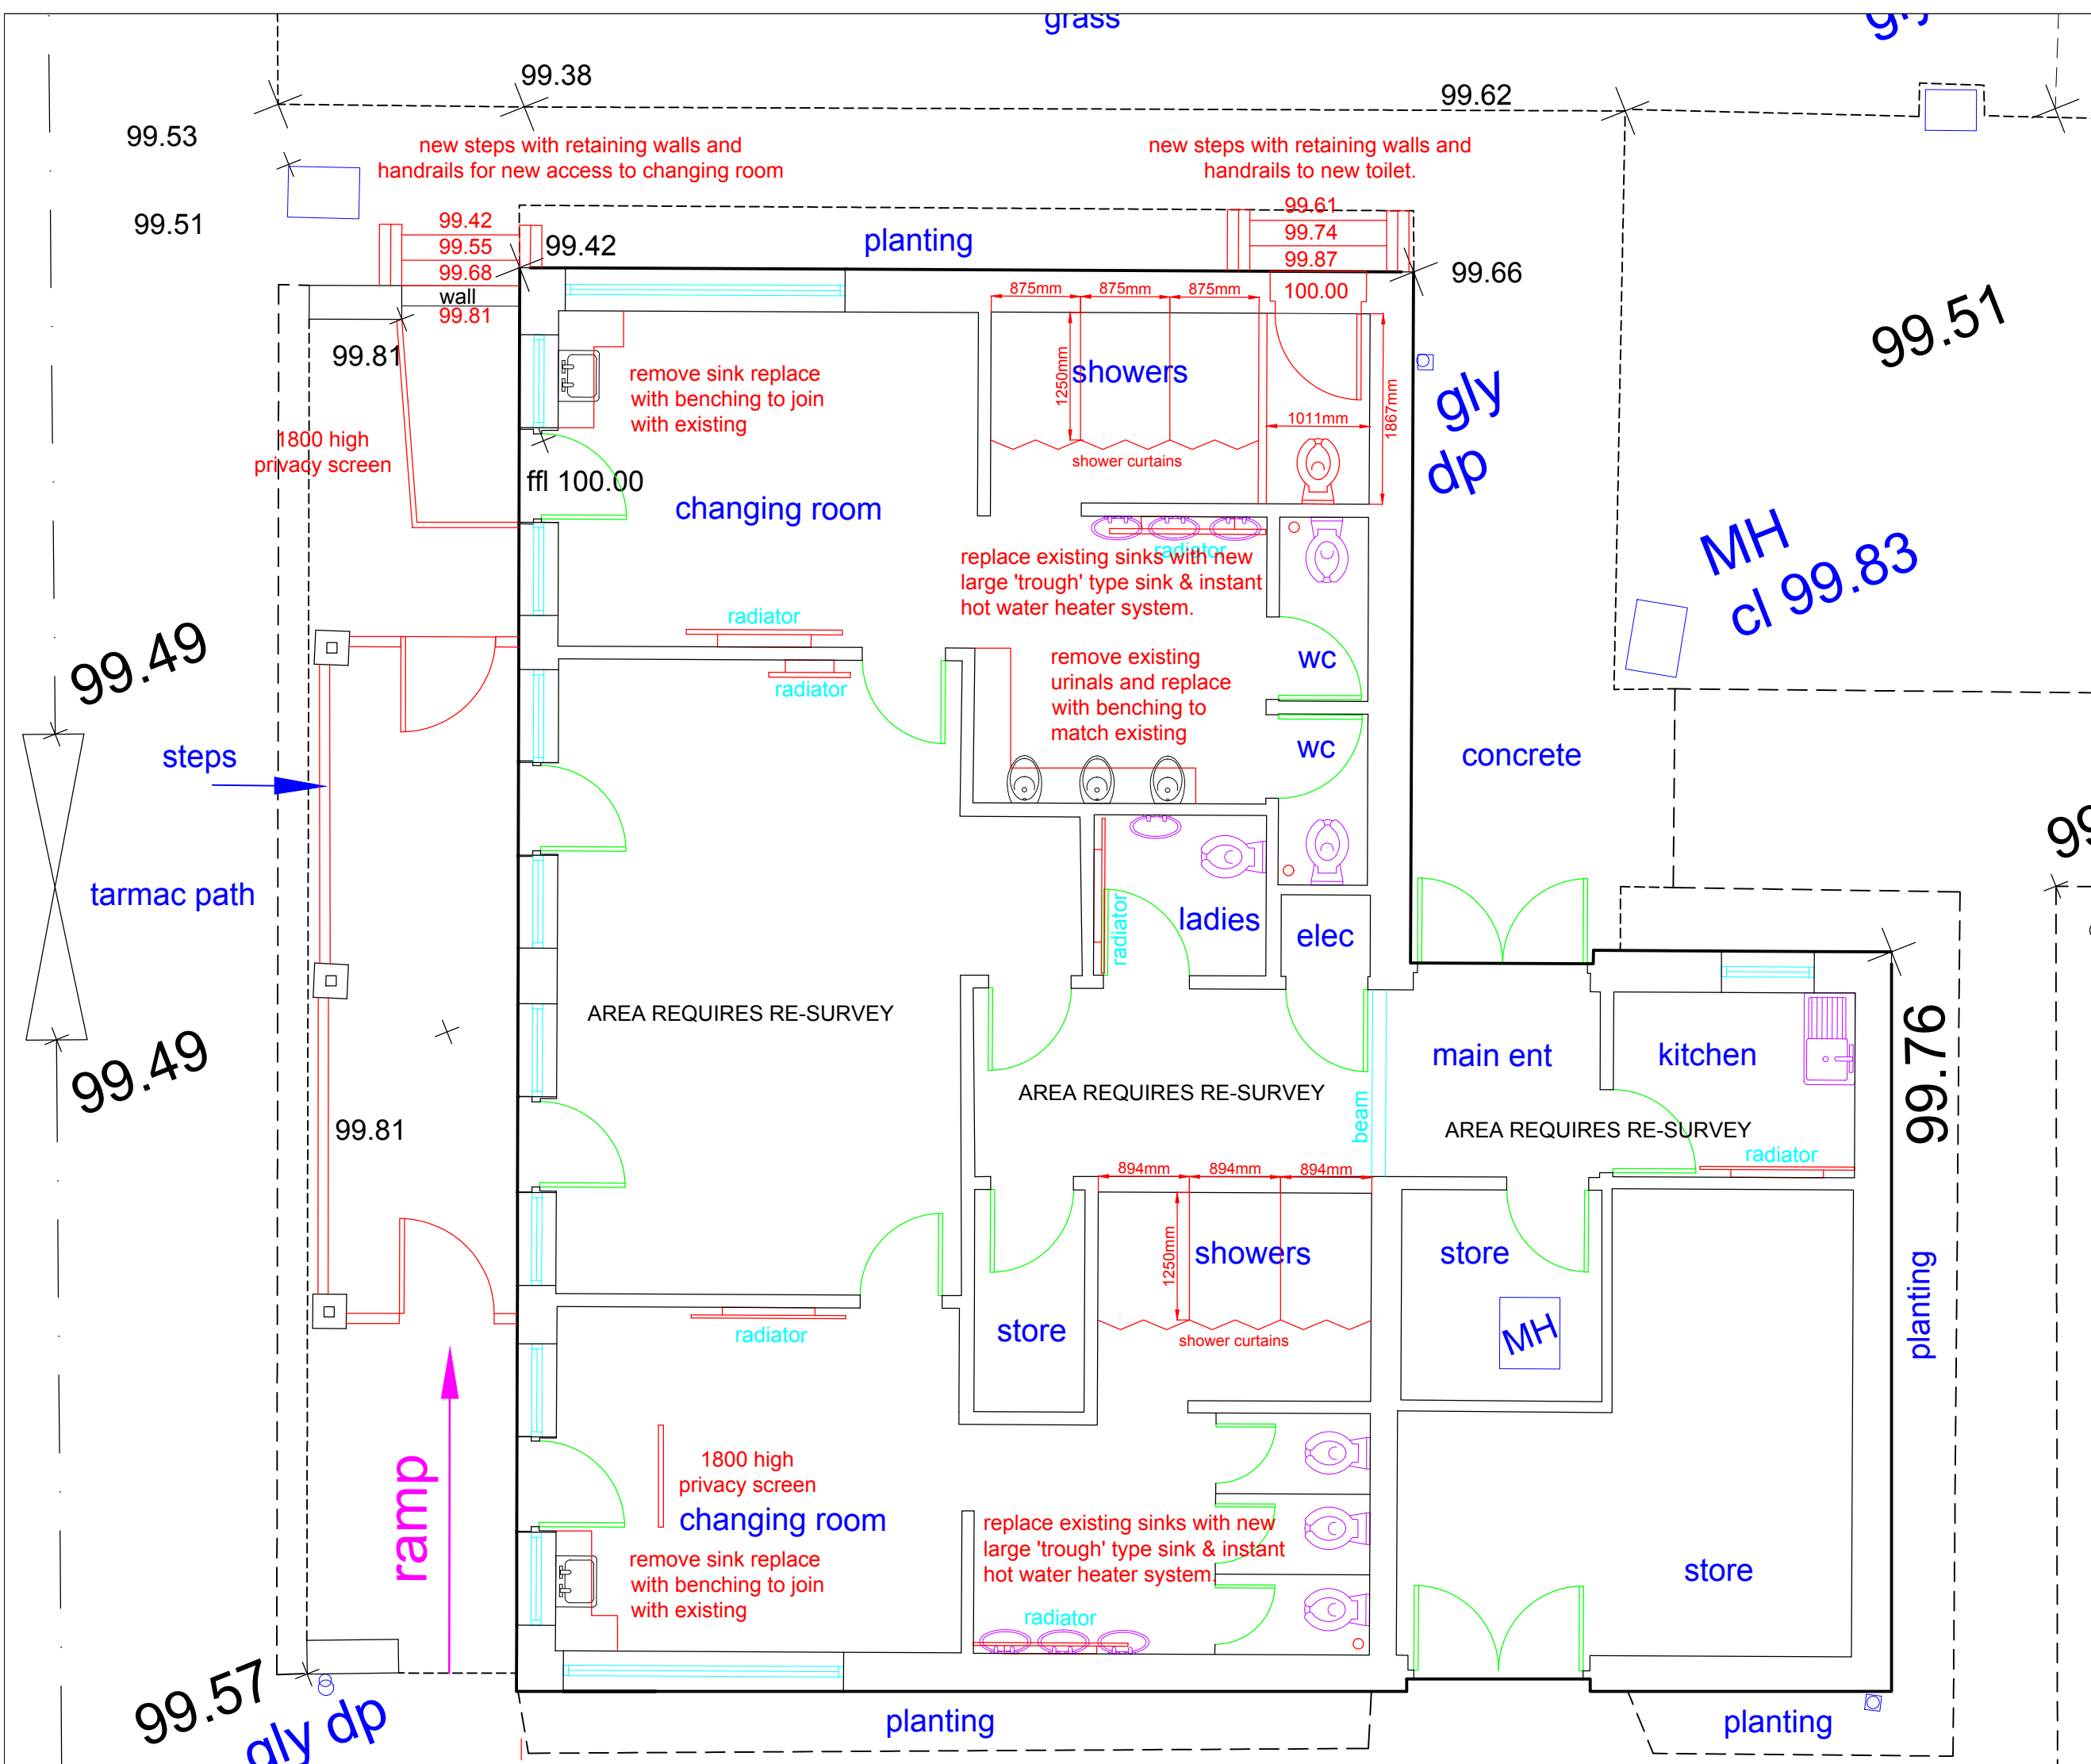 grass
99.38
99.62
99.53
new steps with retaining walls and
handrails for new access to changing room
new steps with retaining walls and
handrails to new toilet.
99.51
99.42
99.55
99.68
wall
99.81
99.42
planting
99.61
99.74
99.87
100.00
99.66
99.51
875mm
875mm
875mm
99.81
1250mm
showers
1867mm
1011mm
shower curtains
gly
dp
remove sink replace
with benching to join
with existing
1800 high
privacy screen
ffl 100.00
changing room
MH
cl 99.83
radiator
replace existing sinks with new
large 'trough' type sink & instant
hot water heater system.
radiator
radiator
99.49
wc
remove existing
urinals and replace
with benching to
match existing
wc
steps
concrete
tarmac path
ladies
radiator
elec
AREA REQUIRES RE-SURVEY
99.49
99.81
AREA REQUIRES RE-SURVEY
beam
main ent
kitchen
AREA REQUIRES RE-SURVEY
radiator
99.76
894mm
894mm
894mm
1250mm
showers
shower curtains
store
store
MH
planting
radiator
ramp
1800 high
privacy screen
changing room
remove sink replace
with benching to join
with existing
replace existing sinks with new
large 'trough' type sink & instant
hot water heater system.
radiator
store
99.57
gly dp
planting
planting